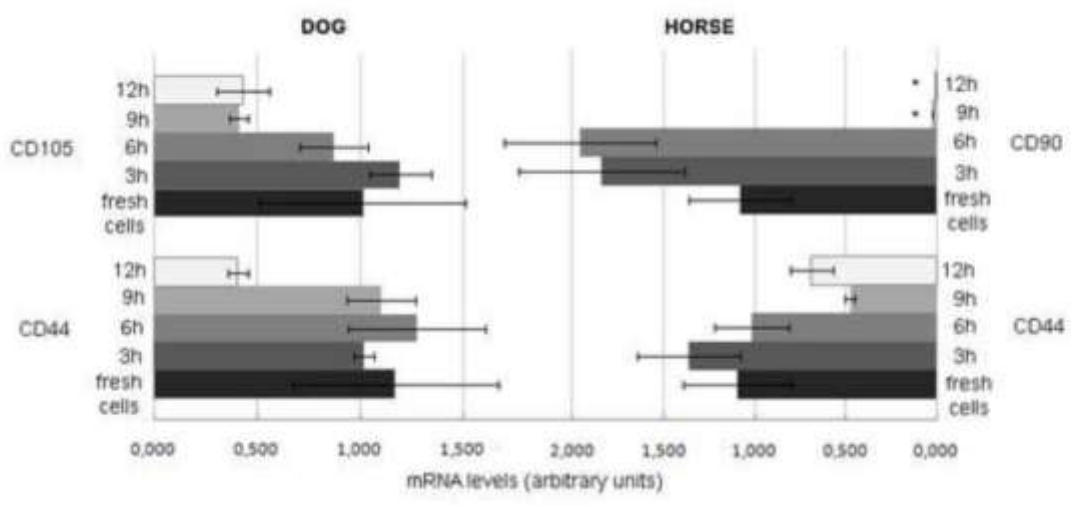 DOG HORSE
12h * 12h
9h * 9h
CD105 6h 6h CD90
3h 3h
fresh cells fresh cells
12h 12h
9h 9h
CD44 6h 6h CD44
3h 3h
fresh cells fresh cells
0,000 0,500 1,000 1,500 2,000 1,500 1,000 0,500 0,000
mRNA levels (arbitrary units)